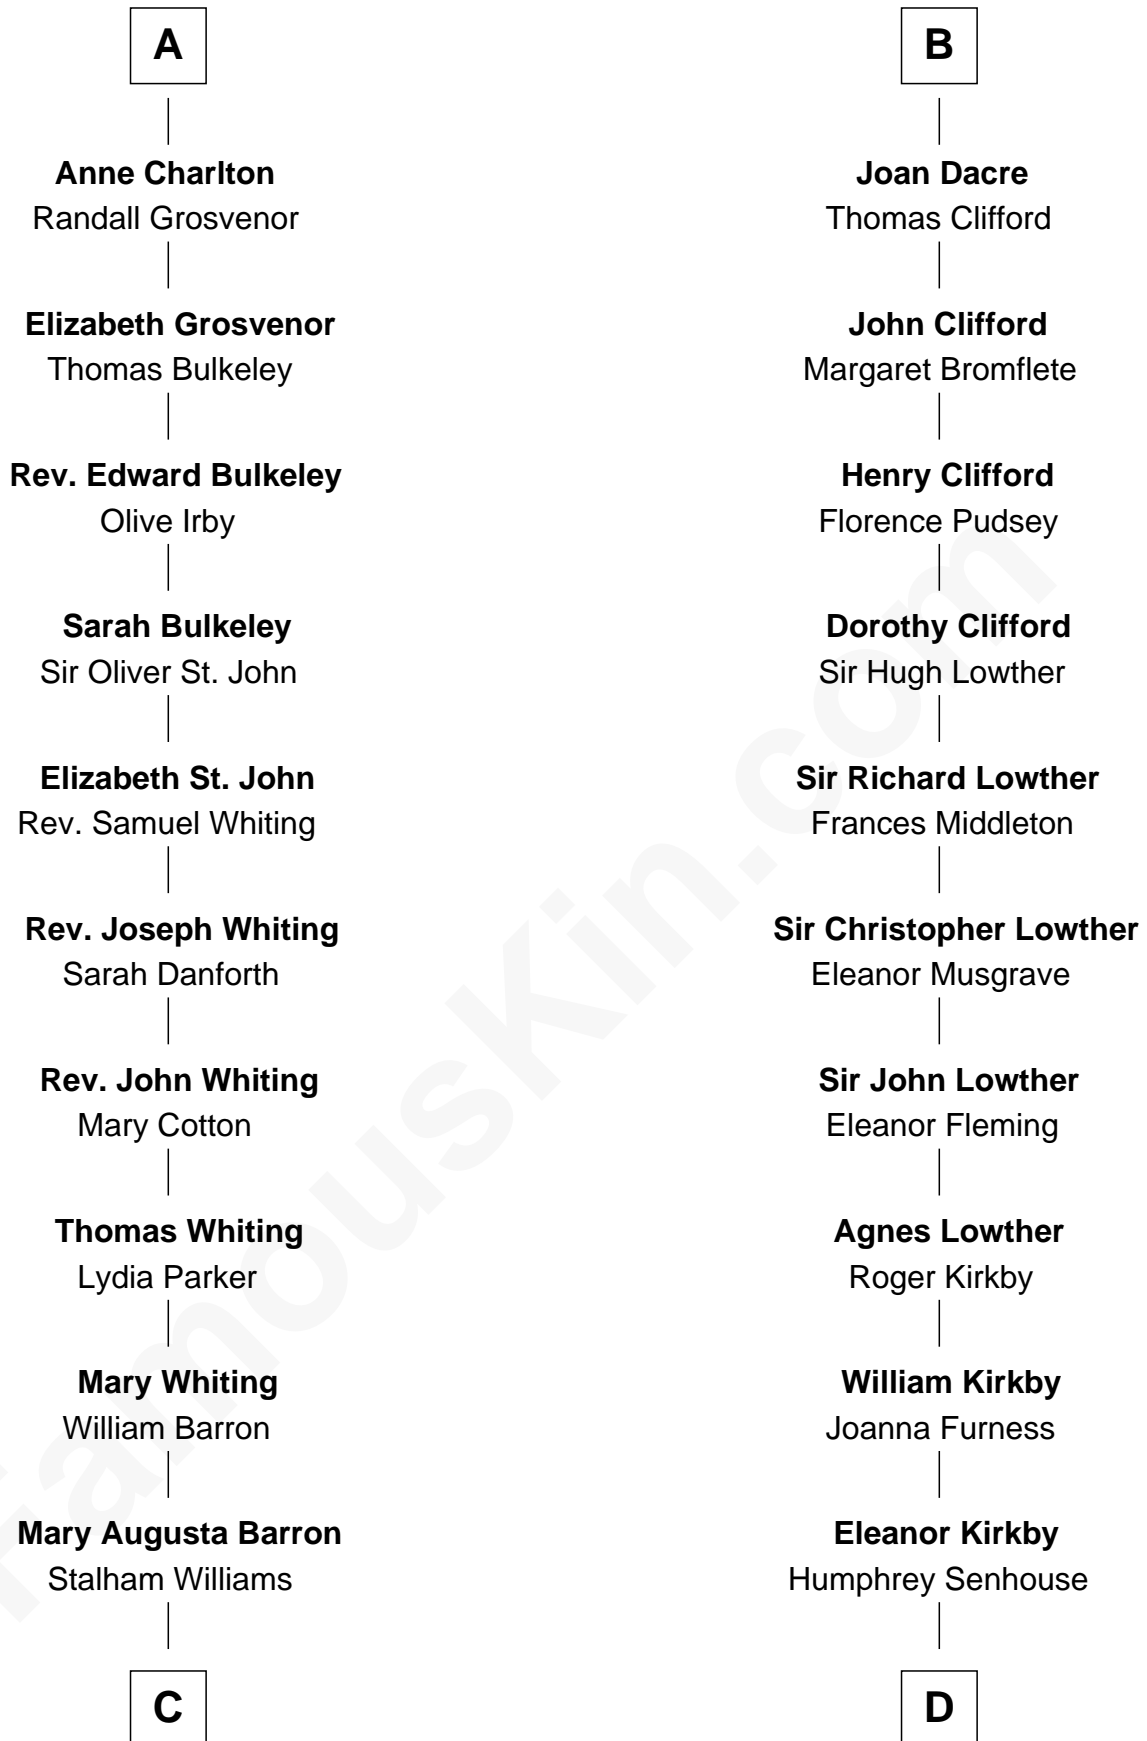 A
Anne Charlton
Randall Grosvenor
Elizabeth Grosvenor
Thomas Bulkeley
Rev. Edward Bulkeley
Olive Irby
Sarah Bulkeley
Sir Oliver St. John
Elizabeth St. John
Rev. Samuel Whiting
Rev. Joseph Whiting
Sarah Danforth
Rev. John Whiting
Mary Cotton
Thomas Whiting
Lydia Parker
Mary Whiting
William Barron
Mary Augusta Barron
Stalham Williams
C
B
Joan Dacre
Thomas Clifford
John Clifford
Margaret Bromflete
Henry Clifford
Florence Pudsey
Dorothy Clifford
Sir Hugh Lowther
Sir Richard Lowther
Frances Middleton
Sir Christopher Lowther
Eleanor Musgrave
Sir John Lowther
Eleanor Fleming
Agnes Lowther
Roger Kirkby
William Kirkby
Joanna Furness
Eleanor Kirkby
Humphrey Senhouse
D
FamousKin.com